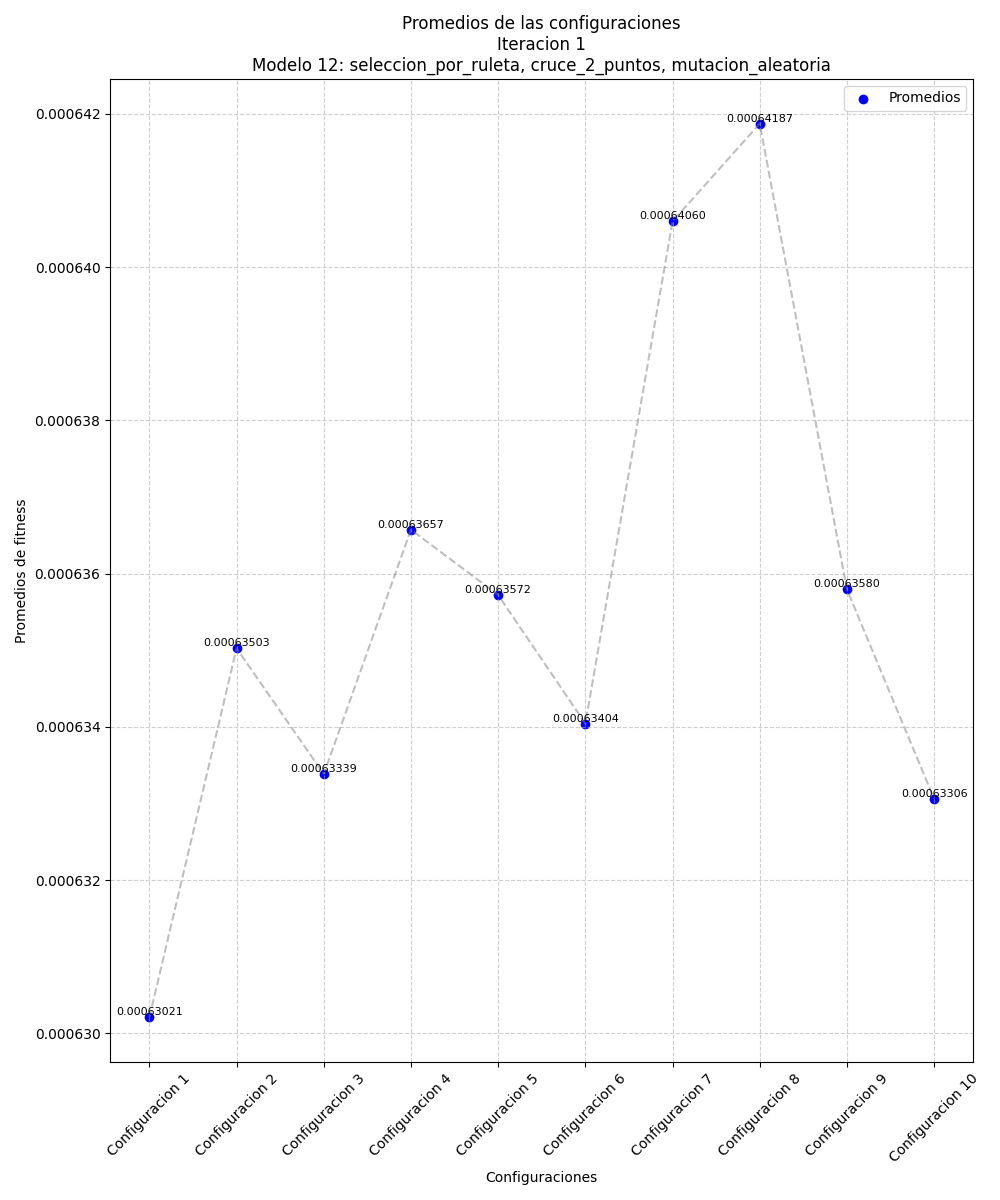 Promedios de las configuraciones
Iteracion 1
Modelo 12: seleccion_por_ruleta, cruce_2_puntos, mutacion_aleatoria
Promedios
0.000642
0.000640
0.000638
0.000636
0.000634
0.000632
0.000630
Promedios de fitness
0.00063021
0.00063503
0.00063339
0.00063657
0.00063572
0.00063404
0.00064060
0.00064187
0.00063580
0.00063306
Configuracion 1
Configuracion 2
Configuracion 3
Configuracion 4
Configuracion 5
Configuracion 6
Configuracion 7
Configuracion 8
Configuracion 9
Configuracion 10
Configuraciones